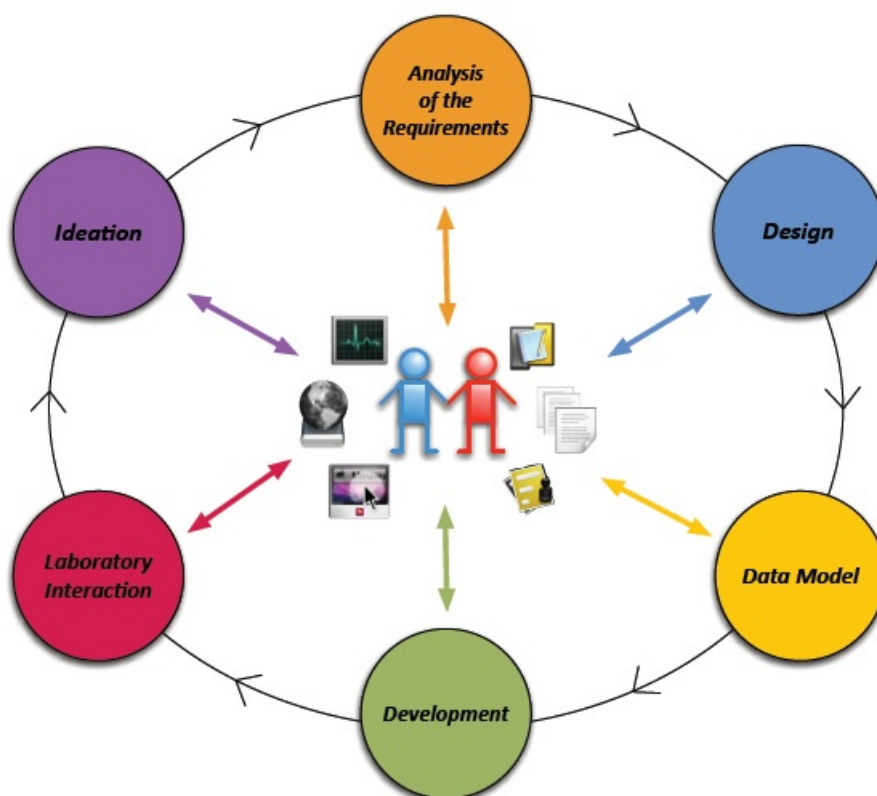 Analysis
of the
Requirements
Ideation
Design
Laboratory
Interaction
Data Model
Development